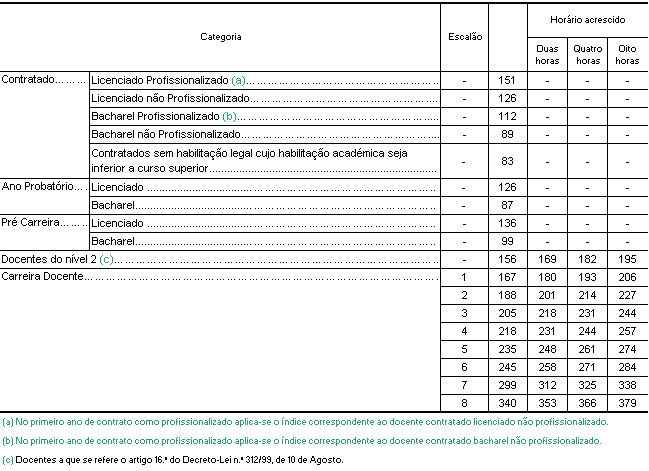 Categoria Escalão Horário acrescido
Duas horas Quatro horas Oito horas
Contratado……… Licenciado Profissionalizado (a)………………………………………………… - 151 - - -
Licenciado não Profissionalizado………………………………………………… - 126 - - -
Bacharel Profissionalizado (b)………………………………………………… - 112 - - -
Bacharel não Profissionalizado………………………………………………… - 89 - - -
Contratados sem habilitação legal cujo habilitação académica seja
inferior a curso superior………………………………………………… - 83 - - -
Ano Probatório…. Licenciado ………………………………………………… - 126 - - -
Bacharel………………………………………………… - 87 - - -
Pré Carreira……… Licenciado ………………………………………………… - 136 - - -
Bacharel………………………………………………… - 99 - - -
Docentes do nível 2 (c)………………………………………………… - 156 169 182 195
Carreira Docente………………………………………………… 1 167 180 193 206
2 188 201 214 227
3 205 218 231 244
4 218 231 244 257
5 235 248 261 274
6 245 258 271 284
7 299 312 325 338
8 340 353 366 379
(a) No primeiro ano de contrato como profissionalizado aplica-se o índice correspondente ao docente contratado licenciado não profissionalizado.
(b) No primeiro ano de contrato como profissionalizado aplica-se o índice correspondente ao docente contratado bacharel não profissionalizado.
(c) Docentes a que se refere o artigo 16.º do Decreto-Lei n.º 312/99, de 10 de Agosto.